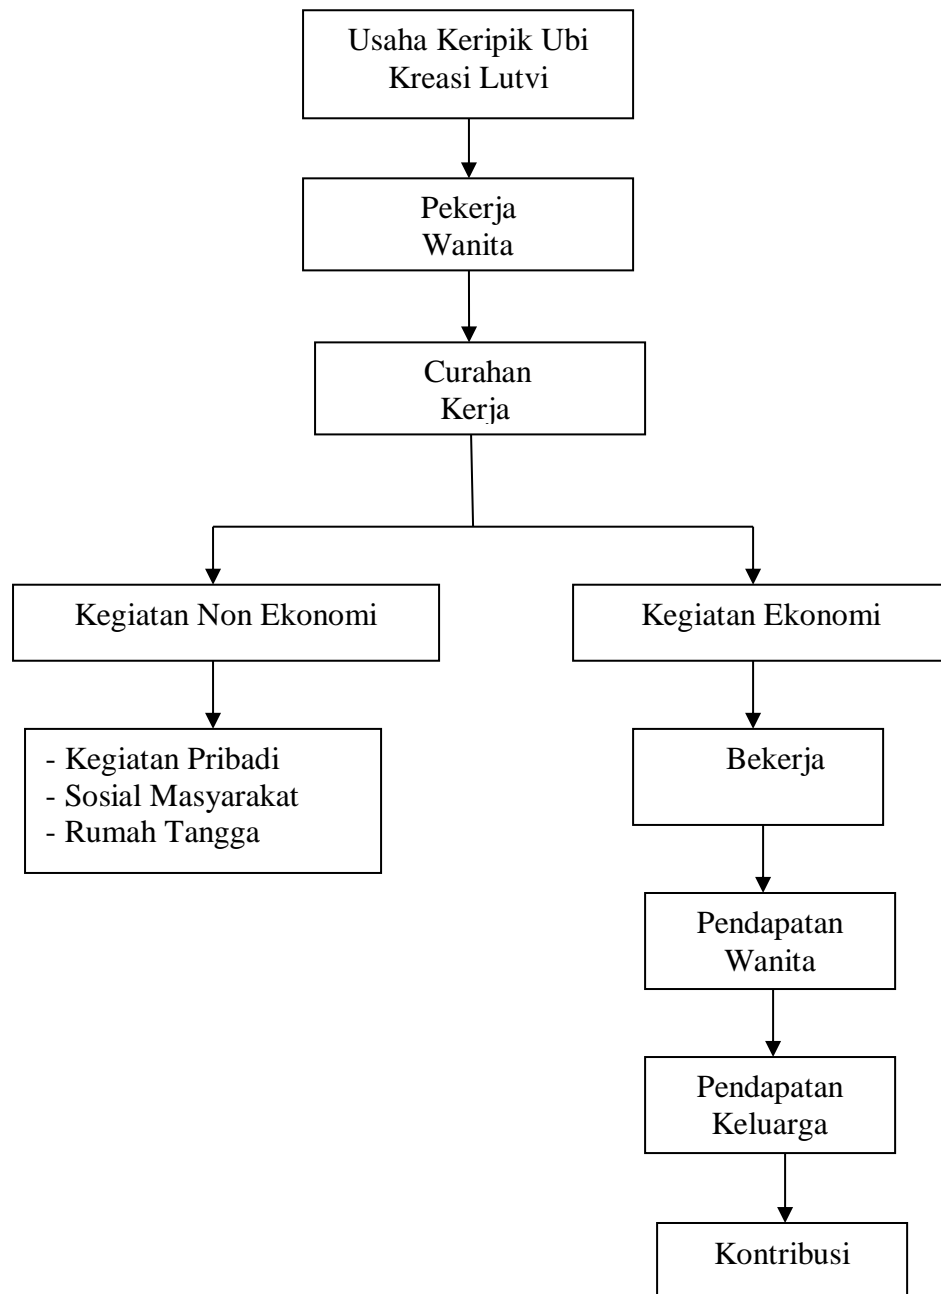 Usaha Keripik Ubi
Kreasi Lutvi
Pekerja
Wanita
Curahan
Kerja
Kegiatan Non Ekonomi
Kegiatan Ekonomi
- Kegiatan Pribadi
- Sosial Masyarakat
- Rumah Tangga
Bekerja
Pendapatan
Wanita
Pendapatan
Keluarga
Kontribusi